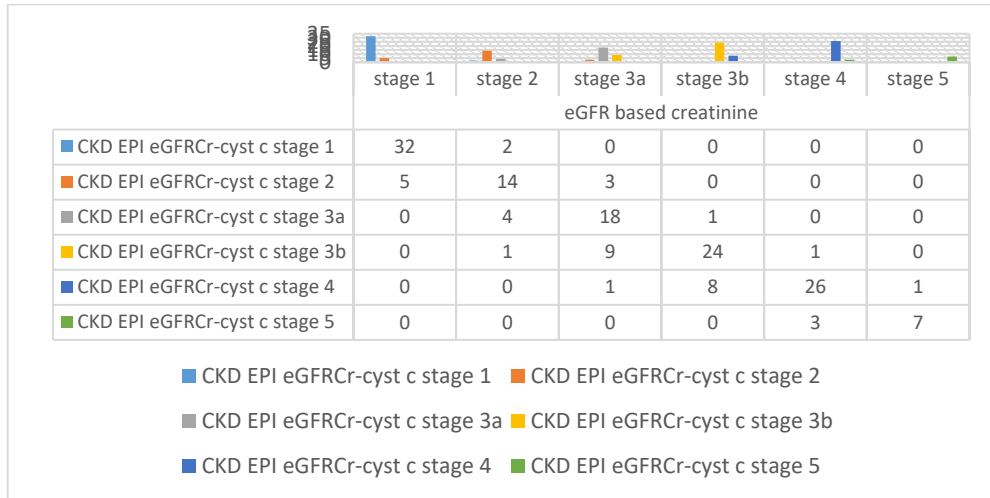 35
0
stage 1 stage 2 stage 3a stage 3b stage 4 stage 5
eGFR based creatinine
CKD EPI eGFRCr-cyst c stage 1 32 2 0 0 0 0
CKD EPI eGFRCr-cyst c stage 2 5 14 3 0 0 0
CKD EPI eGFRCr-cyst c stage 3a 0 4 18 1 0 0
CKD EPI eGFRCr-cyst c stage 3b 0 1 9 24 1 0
CKD EPI eGFRCr-cyst c stage 4 0 0 1 8 26 1
CKD EPI eGFRCr-cyst c stage 5 0 0 0 0 3 7
CKD EPI eGFRCr-cyst c stage 1 CKD EPI eGFRCr-cyst c stage 2
CKD EPI eGFRCr-cyst c stage 3a CKD EPI eGFRCr-cyst c stage 3b
CKD EPI eGFRCr-cyst c stage 4 CKD EPI eGFRCr-cyst c stage 5